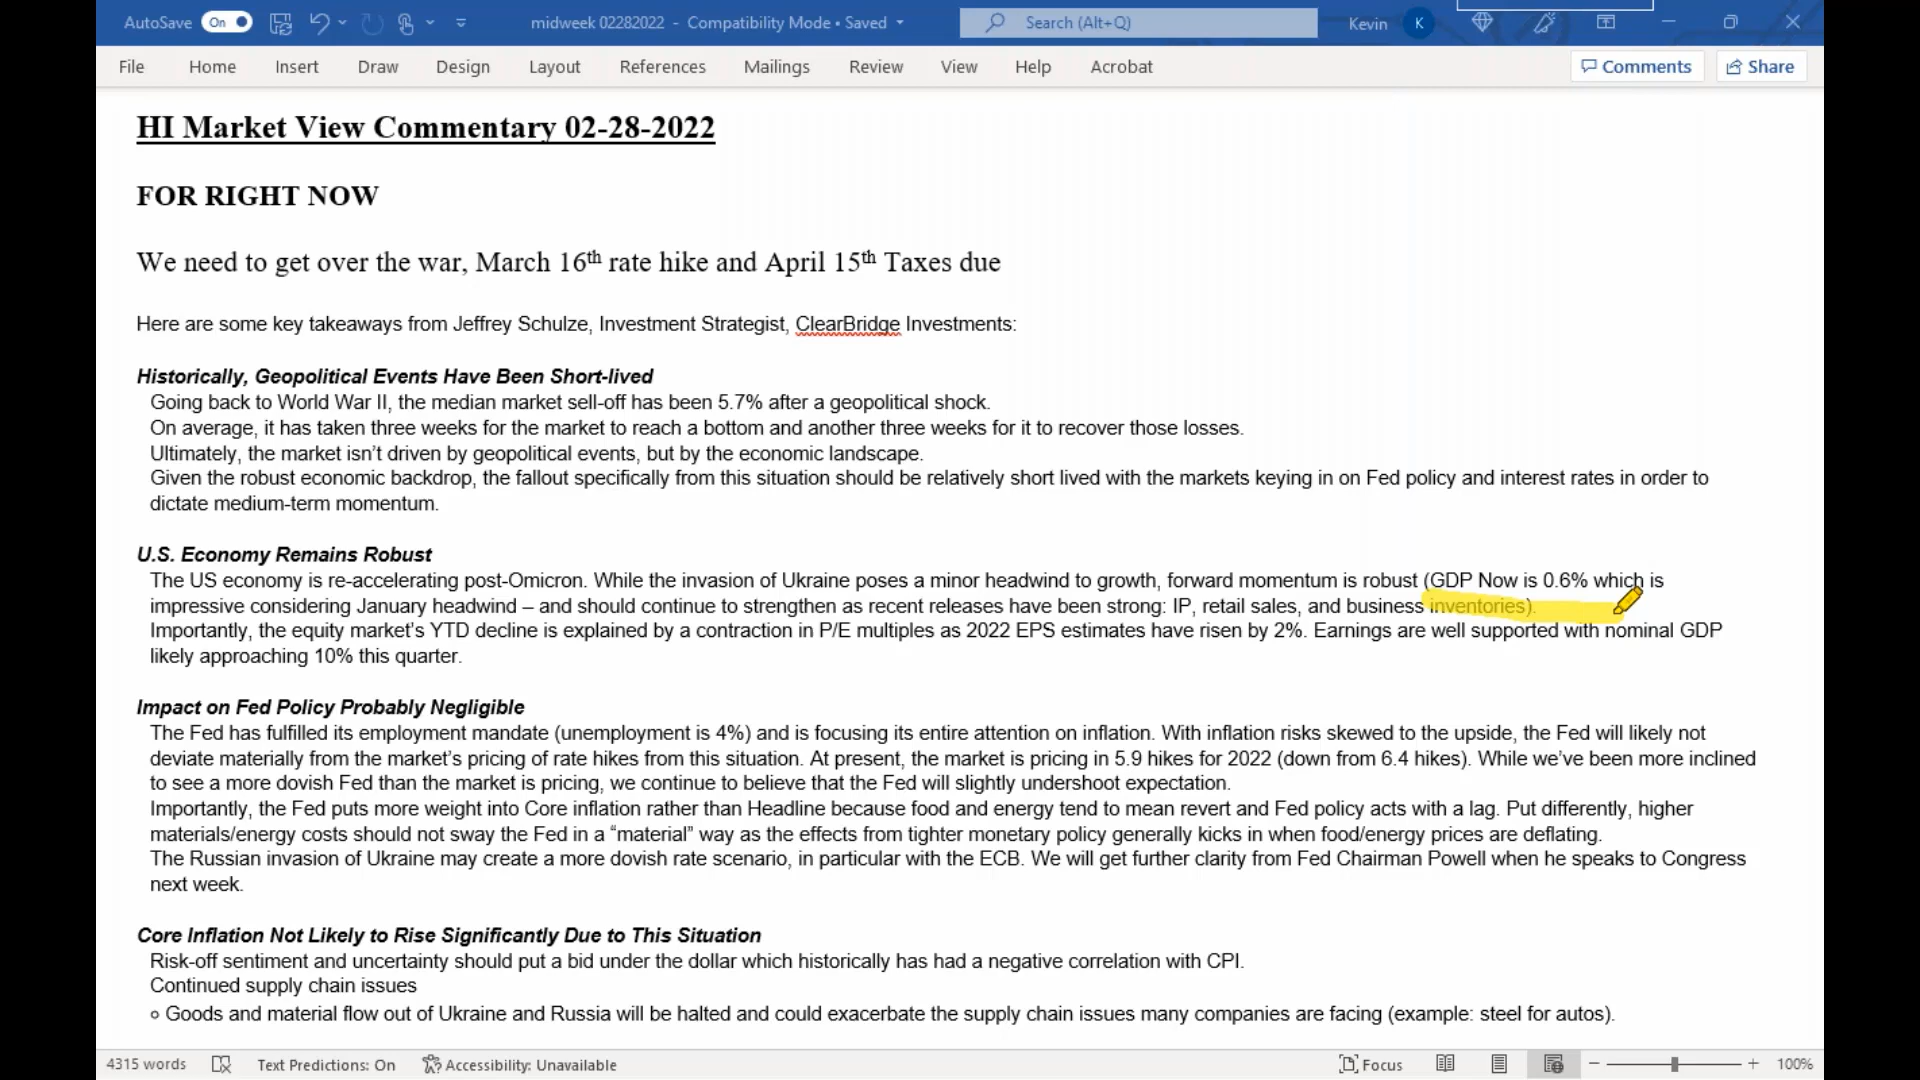 AutoSave On midweek 02282022 - Compatibility Mode • Saved Search (Alt+Q) Kevin K
File Home Insert Draw Design Layout References Mailings Review View Help Acrobat Comments Share
HI Market View Commentary 02-28-2022
FOR RIGHT NOW
We need to get over the war, March 16th rate hike and April 15th Taxes due
Here are some key takeaways from Jeffrey Schulze, Investment Strategist, ClearBridge Investments:
Historically, Geopolitical Events Have Been Short-lived
Going back to World War II, the median market sell-off has been 5.7% after a geopolitical shock.
On average, it has taken three weeks for the market to reach a bottom and another three weeks for it to recover those losses.
Ultimately, the market isn’t driven by geopolitical events, but by the economic landscape.
Given the robust economic backdrop, the fallout specifically from this situation should be relatively short lived with the markets keying in on Fed policy and interest rates in order to
dictate medium-term momentum.
U.S. Economy Remains Robust
The US economy is re-accelerating post-Omicron. While the invasion of Ukraine poses a minor headwind to growth, forward momentum is robust (GDP Now is 0.6% which is
impressive considering January headwind – and should continue to strengthen as recent releases have been strong: IP, retail sales, and business inventories).
Importantly, the equity market’s YTD decline is explained by a contraction in P/E multiples as 2022 EPS estimates have risen by 2%. Earnings are well supported with nominal GDP
likely approaching 10% this quarter.
Impact on Fed Policy Probably Negligible
The Fed has fulfilled its employment mandate (unemployment is 4%) and is focusing its entire attention on inflation. With inflation risks skewed to the upside, the Fed will likely not
deviate materially from the market’s pricing of rate hikes from this situation. At present, the market is pricing in 5.9 hikes for 2022 (down from 6.4 hikes). While we’ve been more inclined
to see a more dovish Fed than the market is pricing, we continue to believe that the Fed will slightly undershoot expectation.
Importantly, the Fed puts more weight into Core inflation rather than Headline because food and energy tend to mean revert and Fed policy acts with a lag. Put differently, higher
materials/energy costs should not sway the Fed in a “material” way as the effects from tighter monetary policy generally kicks in when food/energy prices are deflating.
The Russian invasion of Ukraine may create a more dovish rate scenario, in particular with the ECB. We will get further clarity from Fed Chairman Powell when he speaks to Congress
next week.
Core Inflation Not Likely to Rise Significantly Due to This Situation
Risk-off sentiment and uncertainty should put a bid under the dollar which historically has had a negative correlation with CPI.
Continued supply chain issues
∘ Goods and material flow out of Ukraine and Russia will be halted and could exacerbate the supply chain issues many companies are facing (example: steel for autos).
4315 words Text Predictions: On Accessibility: Unavailable Focus 100%